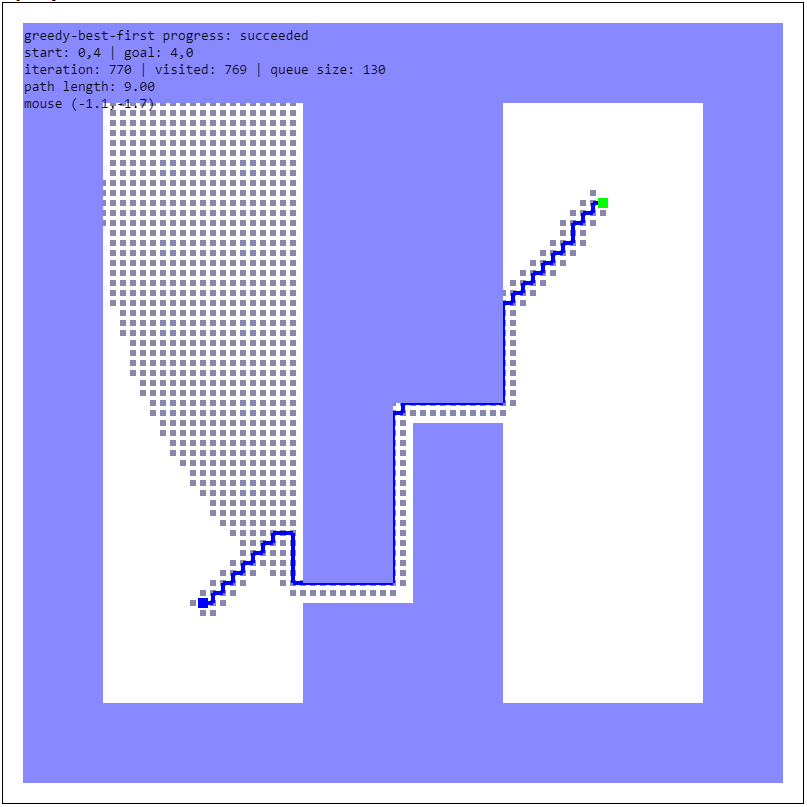 greedy-best-first progress: succeeded
start: 0,4 | goal: 4,0
iteration: 770 | visited: 769 | queue size: 130
path length: 9.00
mouse (-1.1,-1.7)